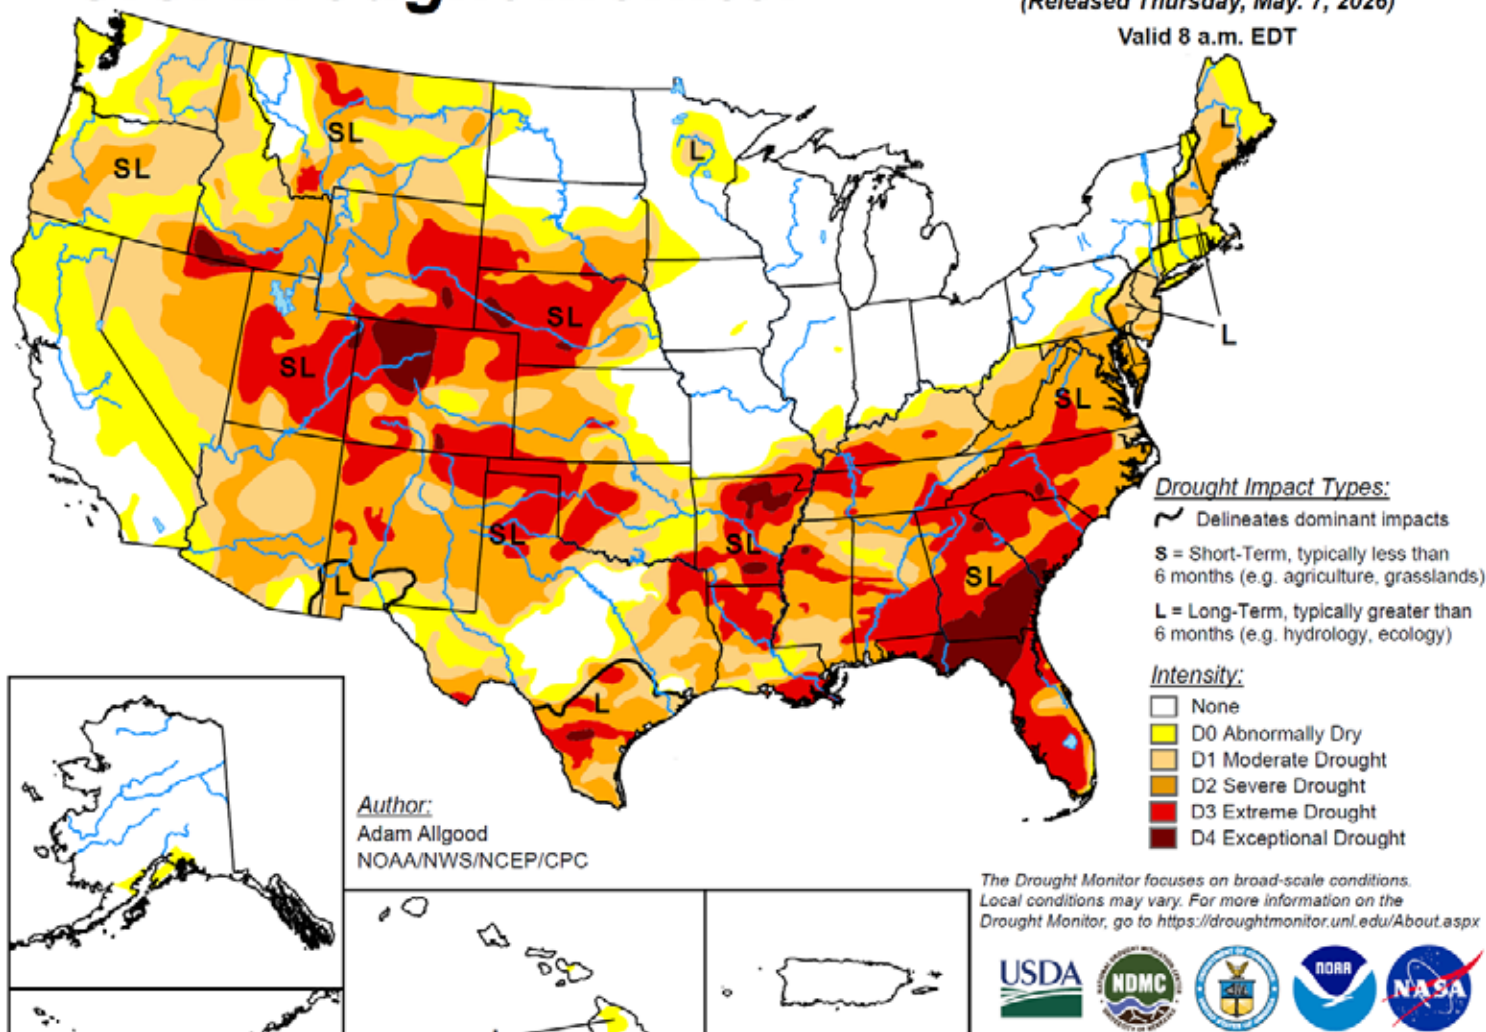 (Released Thursday, May. 7, 2026)
Valid 8 a.m. EDT
SL
SL
L
L
SL
SL
L
SL
SL
SL
SL
L
L
Drought Impact Types:
Delineates dominant impacts
S = Short-Term, typically less than
6 months (e.g. agriculture, grasslands)
L = Long-Term, typically greater than
6 months (e.g. hydrology, ecology)
Intensity:
None
D0 Abnormally Dry
D1 Moderate Drought
D2 Severe Drought
D3 Extreme Drought
D4 Exceptional Drought
Author:
Adam Allgood
NOAA/NWS/NCEP/CPC
The Drought Monitor focuses on broad-scale conditions.
Local conditions may vary. For more information on the
Drought Monitor, go to https://droughtmonitor.unl.edu/About.aspx
USDA
NDMC
NOAA
NASA